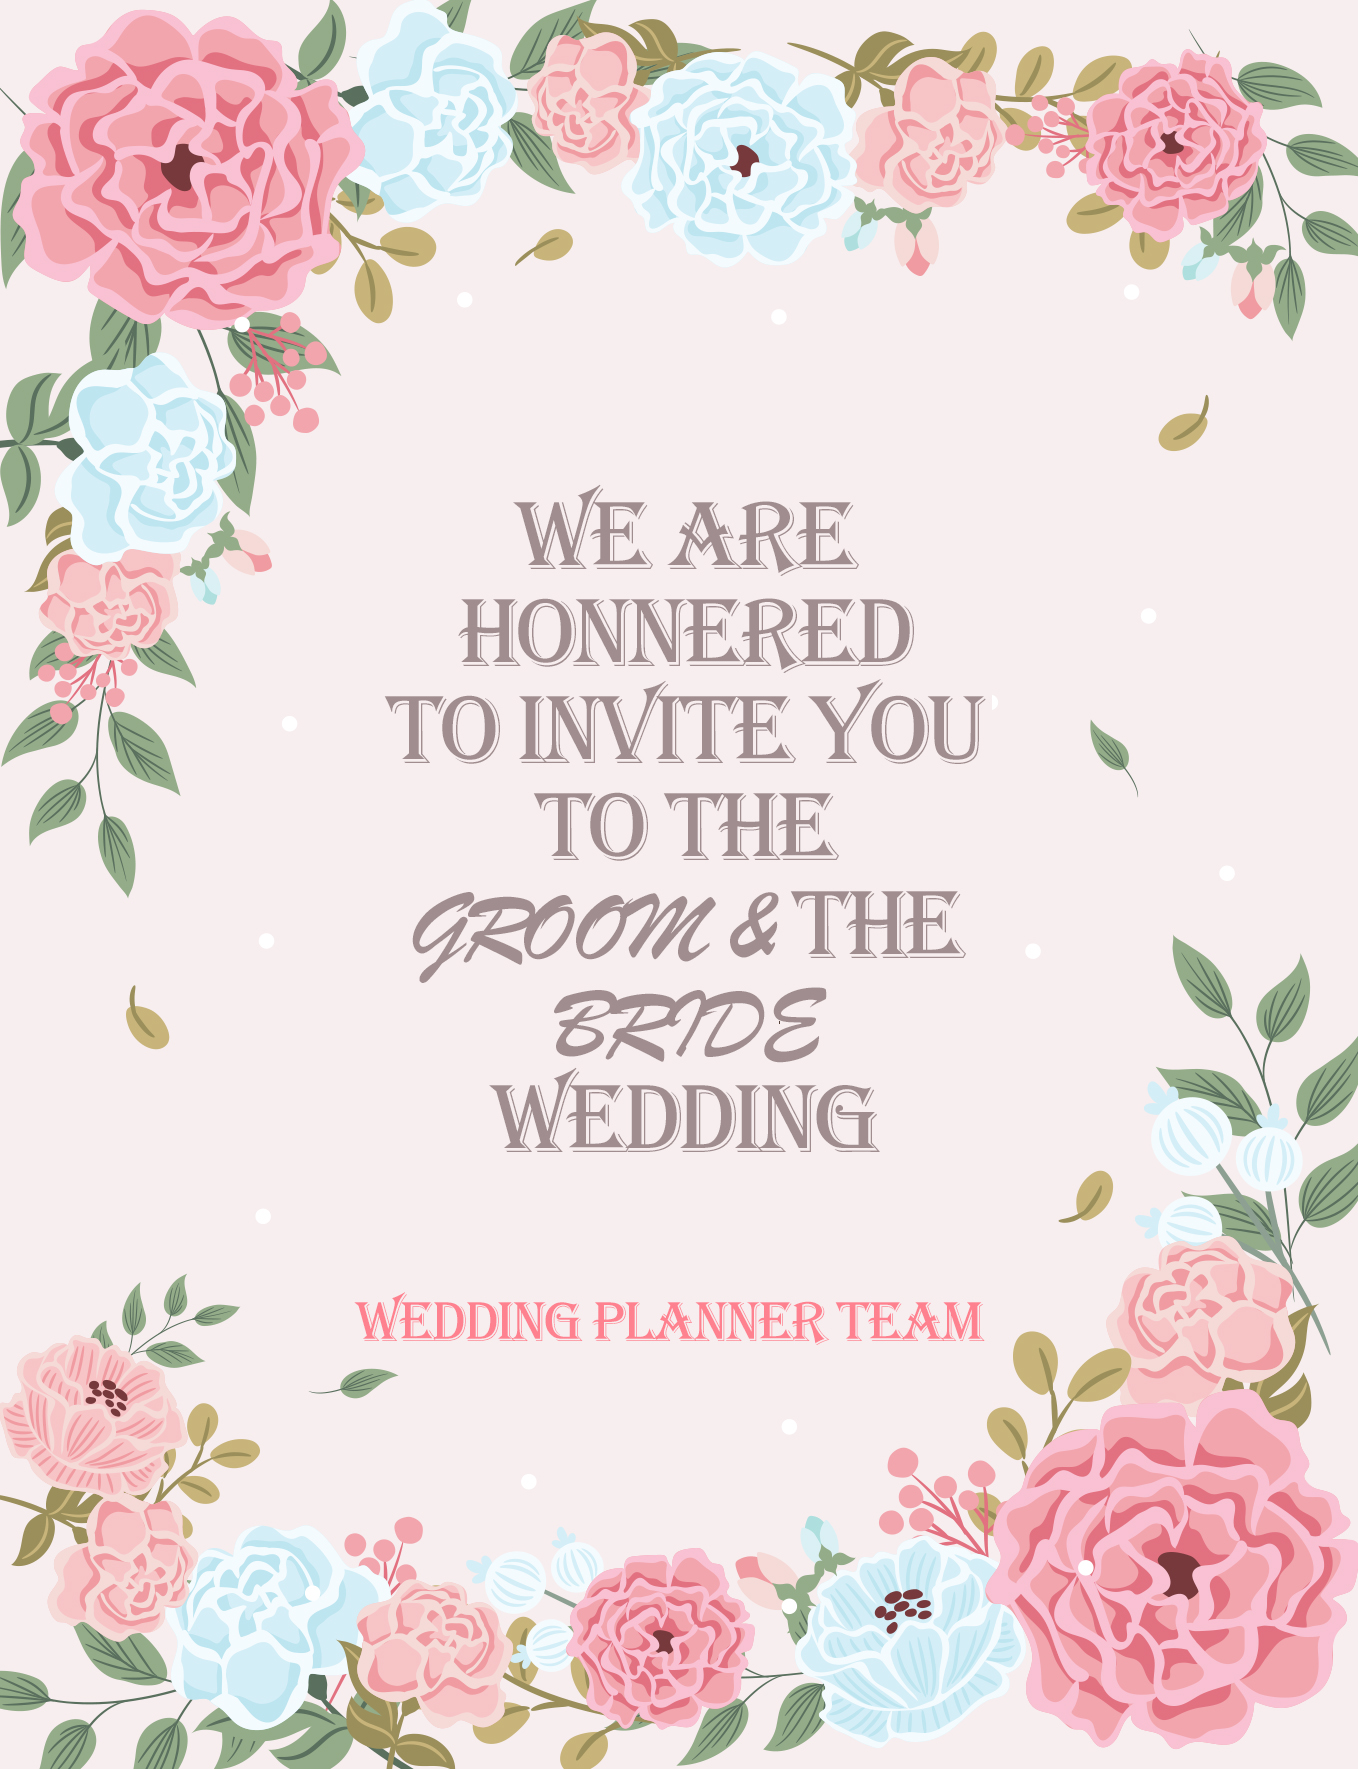 WE ARE
HONNERED
TO INVITE YOU
TO THE
GROOM & THE
BRIDE
WEDDING
WEDDING PLANNER TEAM